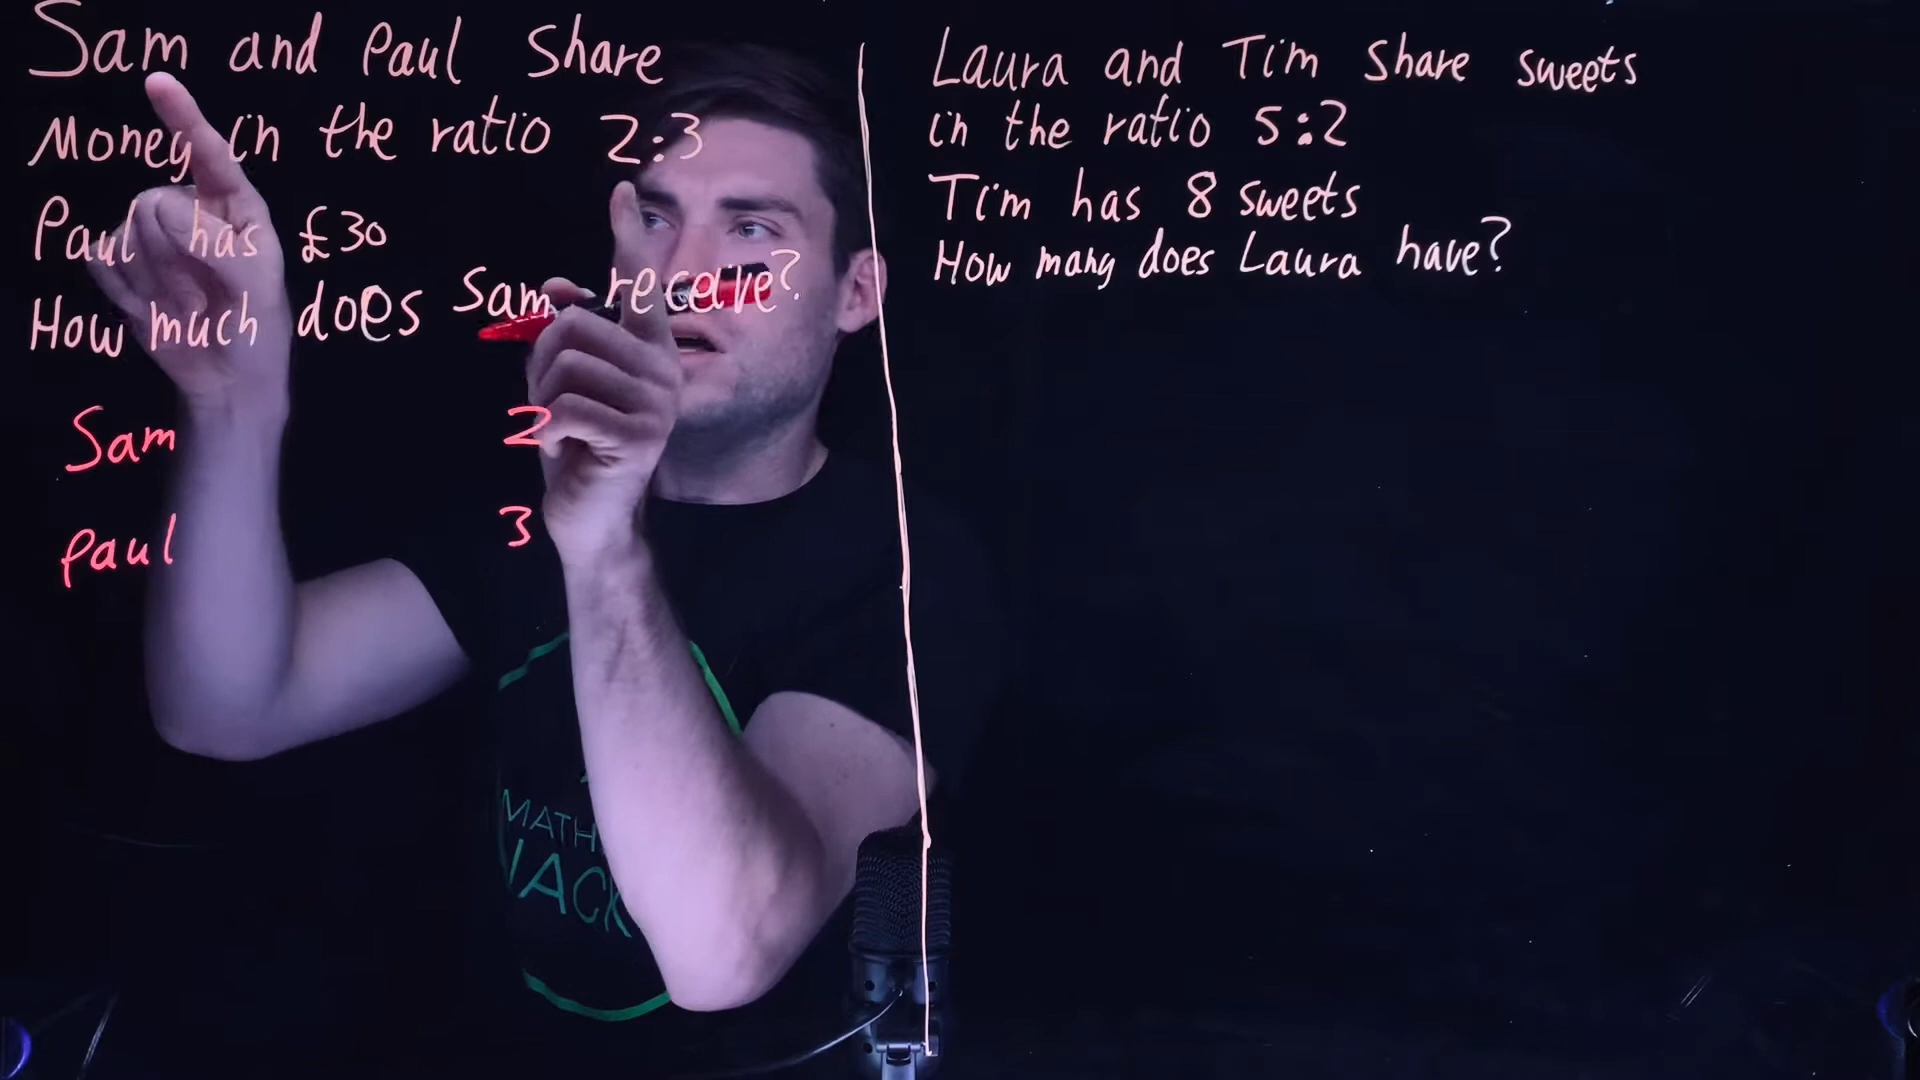 Sam and Paul Share
Money in the ratio 2:3
Paul has £30
How much does Sam receive?
Sam 2
Paul 3
Laura and Tim Share sweets
in the ratio 5:2
Tim has 8 sweets
How many does Laura have?
MATH
JACK